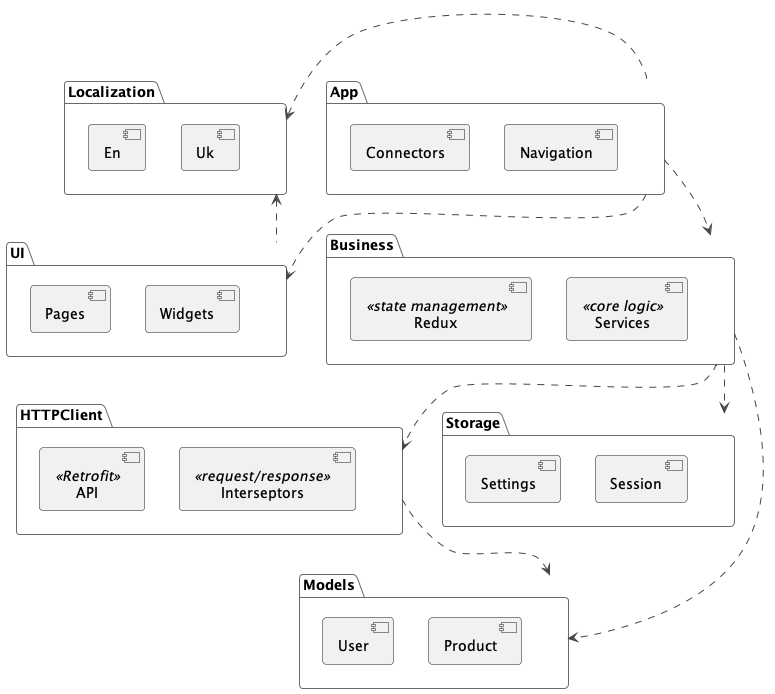 Localization
En
Uk
App
Connectors
Navigation
UI
Pages
Widgets
Business
«state management»
Redux
«core logic»
Services
HTTPClient
«Retrofit»
API
«request/response»
Interseptors
Storage
Settings
Session
Models
User
Product